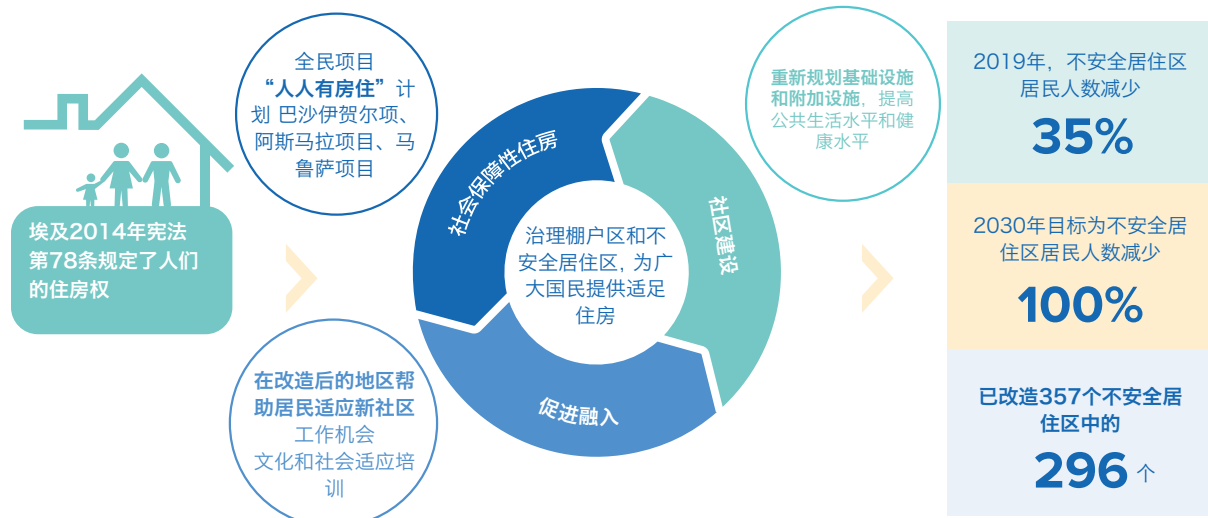 埃及2014年宪法
第78条规定了人们
的住房权
全民项目
“人人有房住”计
划 巴沙伊贺尔项、
阿斯马拉项目、马
鲁萨项目
在改造后的地区帮
助居民适应新社区
工作机会
文化和社会适应培
训
社会保障性住房
社区建设
促进融入
治理棚户区和不
安全居住区, 为广
大国民提供适足
住房
重新规划基础设施
和附加设施，提高
公共生活水平和健
康水平
2019年，不安全居住区
居民人数减少
35%
2030年目标为不安全居
住区居民人数减少
100%
已改造357个不安全居
住区中的
296 个